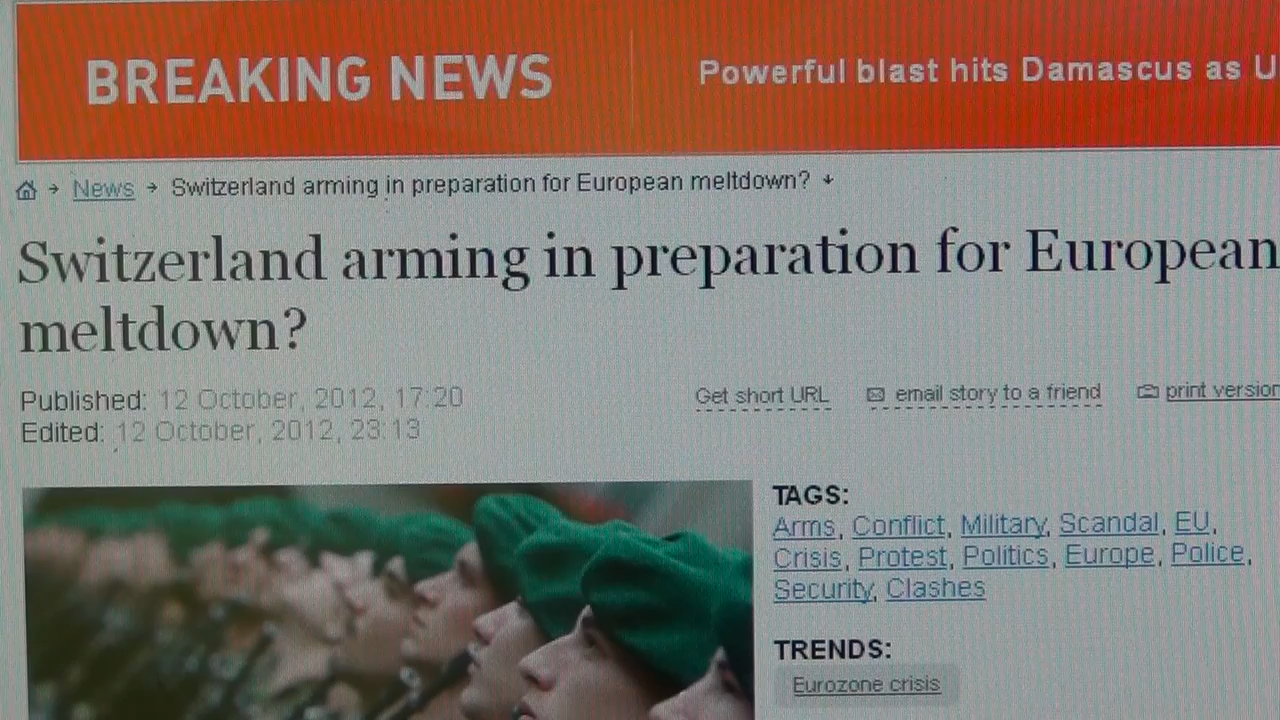 BREAKING NEWS
Powerful blast hits Damascus as U
News
Switzerland arming in preparation for European meltdown?
Switzerland arming in preparation for European
meltdown?
Published: 12 October, 2012, 17:20
Edited: 12 October, 2012, 23:13
Get short URL
email story to a friend
print version
TAGS:
Arms, Conflict, Military, Scandal, EU,
Crisis, Protest, Politics, Europe, Police,
Security, Clashes
TRENDS:
Eurozone crisis